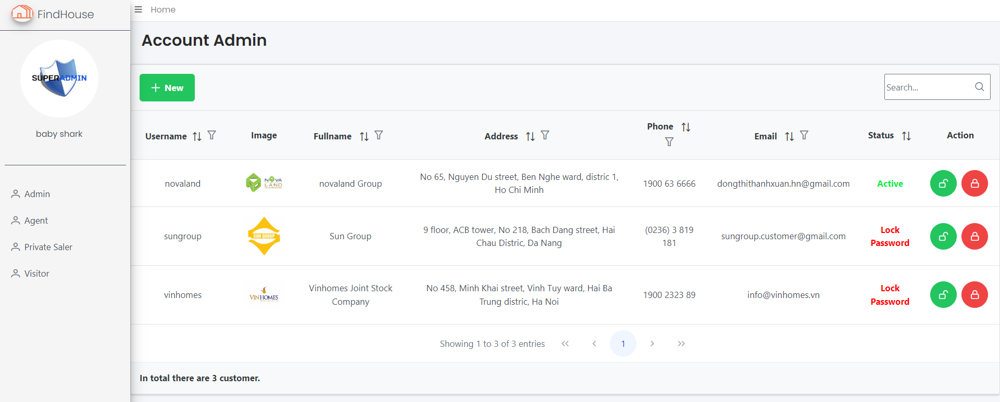 FindHouse
Home
SUPERADMIN
baby shark
Admin
Agent
Private Saler
Visitor
Account Admin
New
Search...
Username
Image
Fullname
Address
Phone
Email
Status
Action
novaland
NOVA
LAND
novaland Group
No 65, Nguyen Du street, Ben Nghe ward, distric 1,
Ho Chi Minh
1900 63 6666
dongthithanhxuan.hn@gmail.com
Active
sungroup
SUN GROUP
Sun Group
9 floor, ACB tower, No 218, Bach Dang street, Hai
Chau Distric, Da Nang
(0236) 3 819
181
sungroup.customer@gmail.com
Lock
Password
vinhomes
VINHOMES
Vinhomes Joint Stock
Company
No 458, Minh Khai street, Vinh Tuy ward, Hai Ba
Trung distric, Ha Noi
1900 2323 89
info@vinhomes.vn
Lock
Password
Showing 1 to 3 of 3 entries
1
In total there are 3 customer.